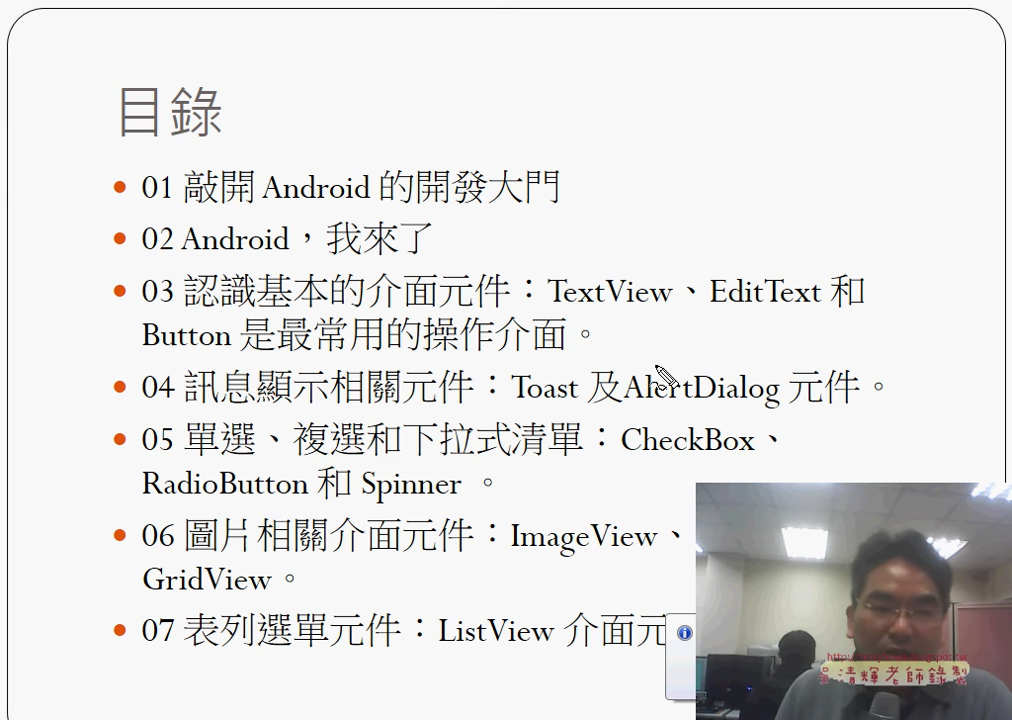 目錄
• 01 敲開 Android 的開發大門
• 02 Android，我來了
• 03 認識基本的介面元件：TextView、EditText 和
Button 是最常用的操作介面。
• 04 訊息顯示相關元件：Toast 及AlertDialog 元件。
• 05 單選、複選和下拉式清單：CheckBox、
RadioButton 和 Spinner 。
• 06 圖片相關介面元件：ImageView、
GridView。
• 07 表列選單元件：ListView 介面元
清輝老師錄製